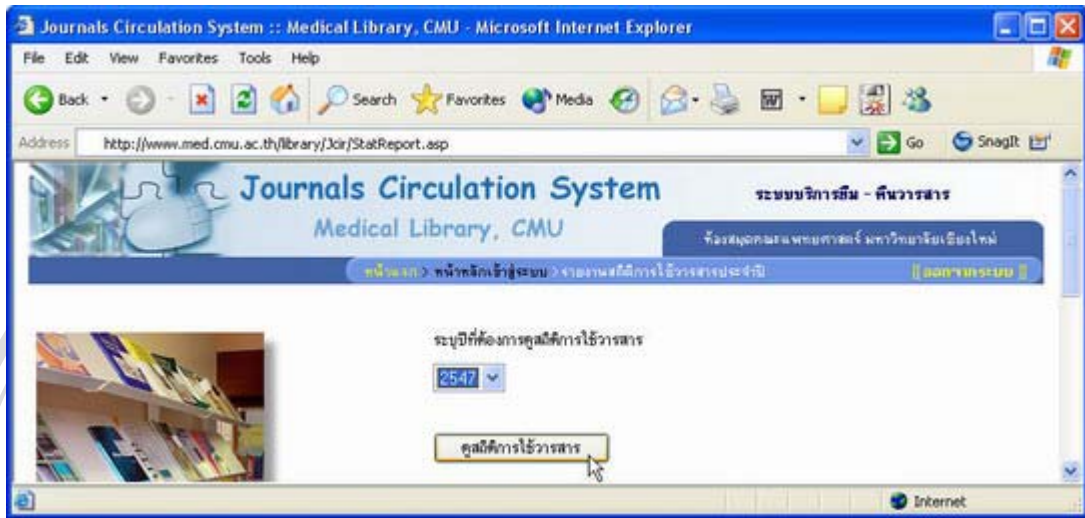 Journals Circulation System :: Medical Library, CMU - Microsoft Internet Explorer
File Edit View Favorites Tools Help
Back Search Favorites Media
Address http://www.med.cmu.ac.th/library/Jcir/StatReport.asp Go SnagIt
Journals Circulation System
ระบบบริการยืม - คืนวารสาร
Medical Library, CMU
ห้องสมุดคณะแพทยศาสตร์ มหาวิทยาลัยเชียงใหม่
หน้าแรก > หน้าหลักเข้าสู่ระบบ > รายงานสถิติการใช้วารสารประจำปี [[ ออกจากระบบ ]]
ระบุปีที่ต้องการดูสถิติการใช้วารสาร
2547
ดูสถิติการใช้วารสาร
Internet